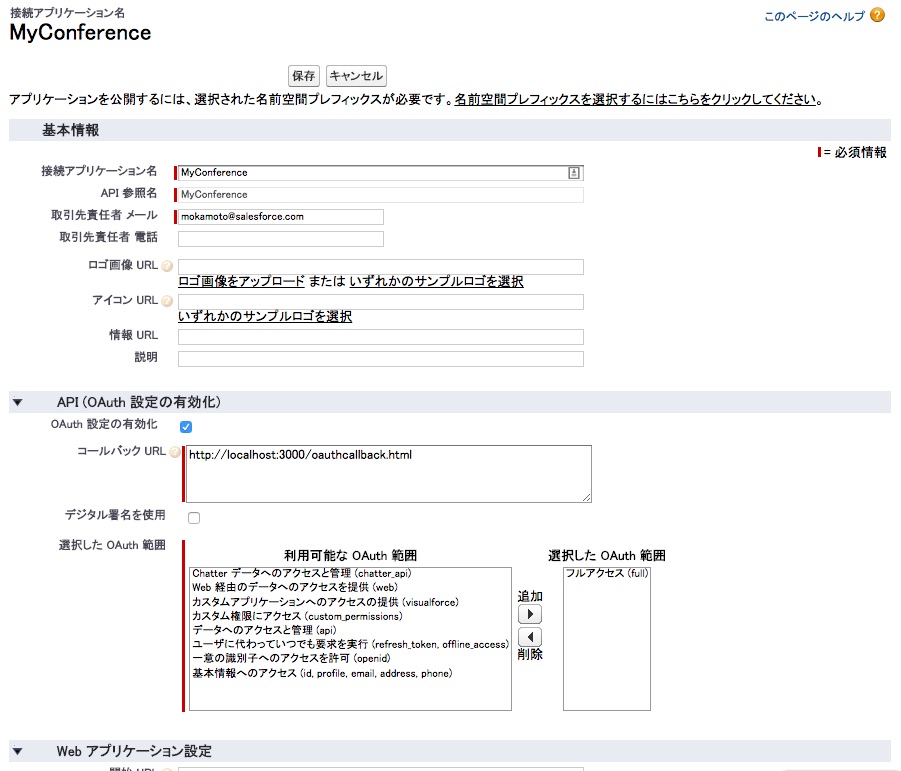 接続アプリケーション名
このページのヘルプ
MyConference
保存 キャンセル
アプリケーションを公開するには、選択された名前空間プレフィックスが必要です。名前空間プレフィックスを選択するにはこちらをクリックしてください。
基本情報
= 必須情報
接続アプリケーション名 MyConference
API 参照名 MyConference
取引先責任者 メール mokamoto@salesforce.com
取引先責任者 電話
ロゴ画像 URL
ロゴ画像をアップロード または いずれかのサンプルロゴを選択
アイコン URL
いずれかのサンプルロゴを選択
情報 URL
説明
API (OAuth 設定の有効化)
OAuth 設定の有効化
コールバック URL http://localhost:3000/oauthcallback.html
デジタル署名を使用
選択した OAuth 範囲
利用可能な OAuth 範囲
Chatter データへのアクセスと管理 (chatter_api)
Web 経由のデータへのアクセスを提供 (web)
カスタムアプリケーションへのアクセスの提供 (visualforce)
カスタム権限にアクセス (custom_permissions)
データへのアクセスと管理 (api)
ユーザに代わっていつでも要求を実行 (refresh_token, offline_access)
一意の識別子へのアクセスを許可 (openid)
基本情報へのアクセス (id, profile, email, address, phone)
追加
削除
選択した OAuth 範囲
フルアクセス (full)
Web アプリケーション設定